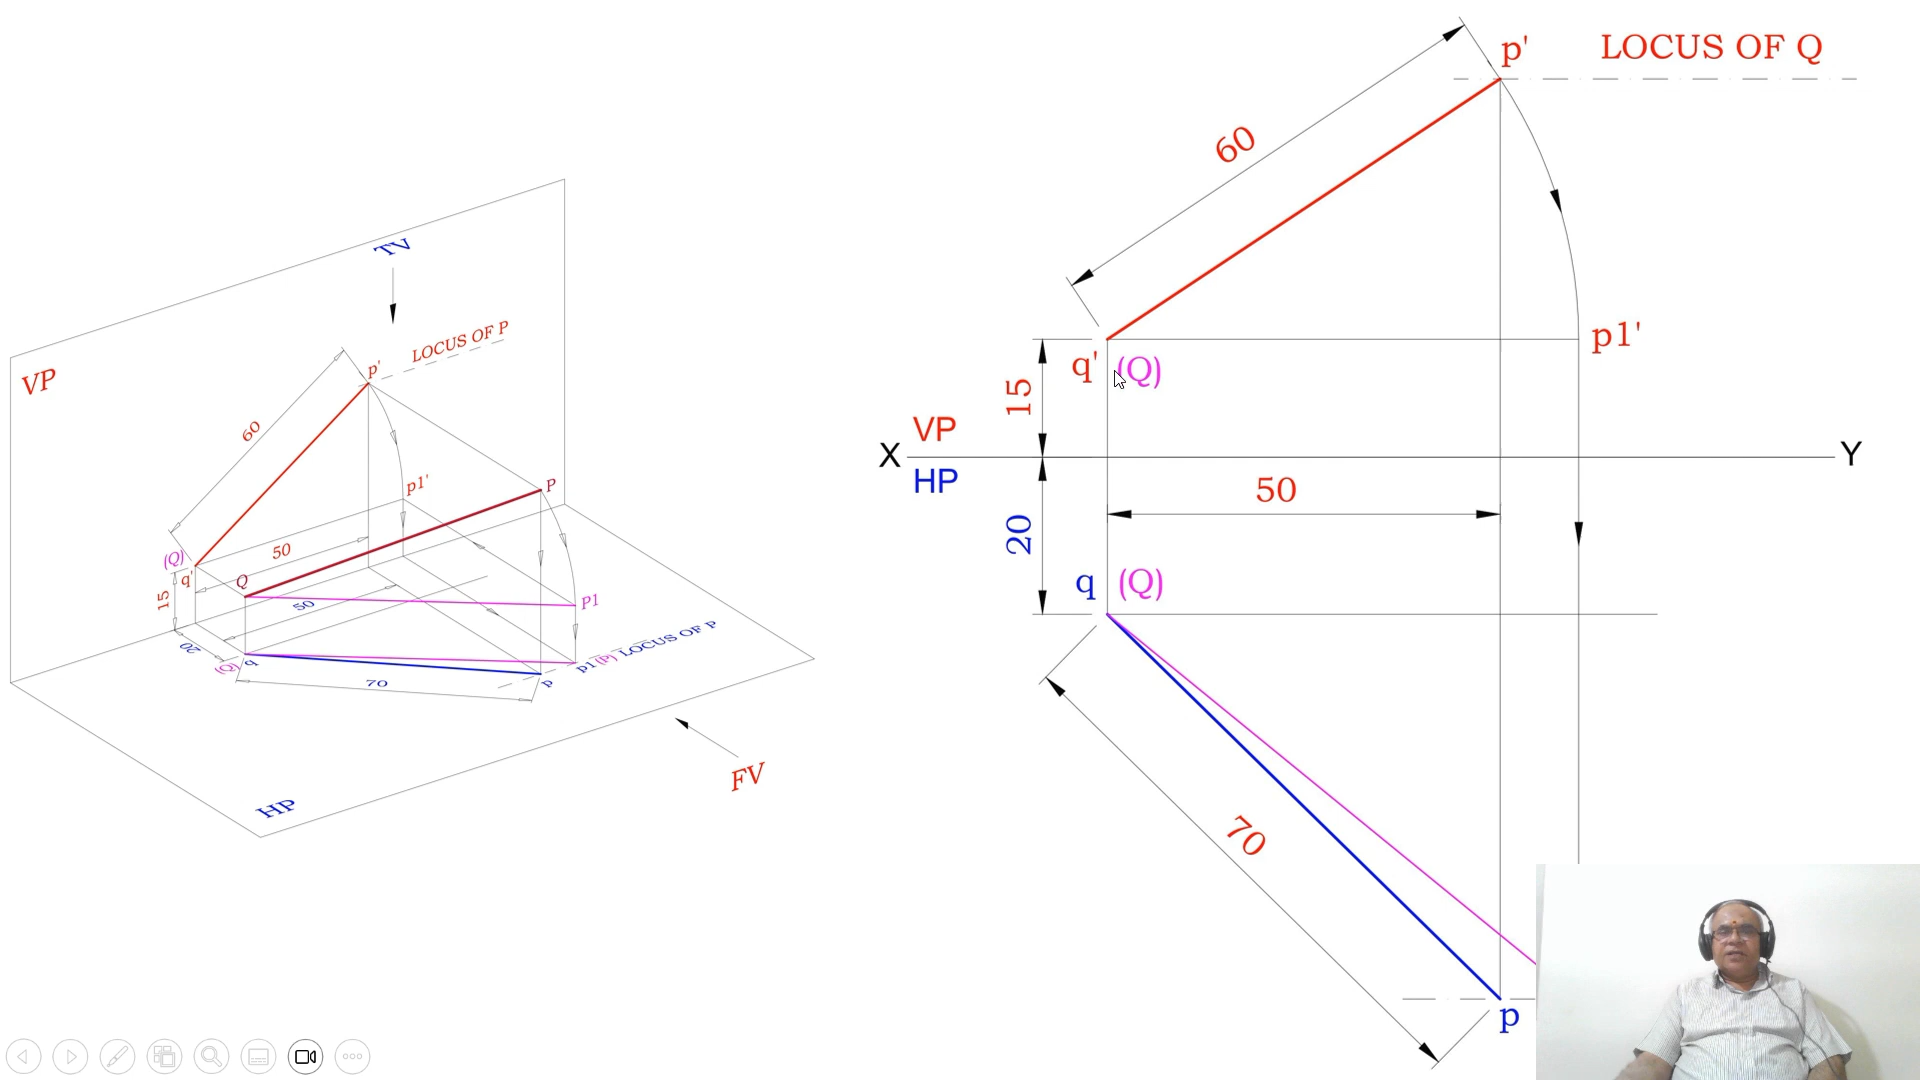 TV
VP
LOCUS OF P
p'
60
p1'
P
(Q)
q'
50
Q
15
50
P1
20
(Q)
q
70
p
p1
(P)
LOCUS OF P
HP
FV
p'
LOCUS OF Q
60
q'
(Q)
p1'
15
VP
X
Y
HP
50
20
q
(Q)
70
p